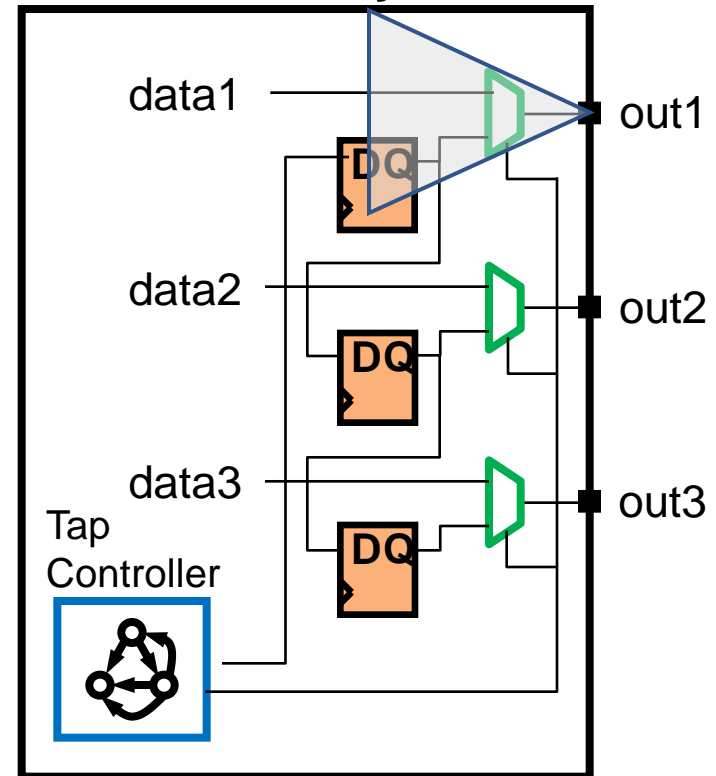 data1
out1
DQ
data2
out2
DQ
data3
out3
Tap
Controller
DQ